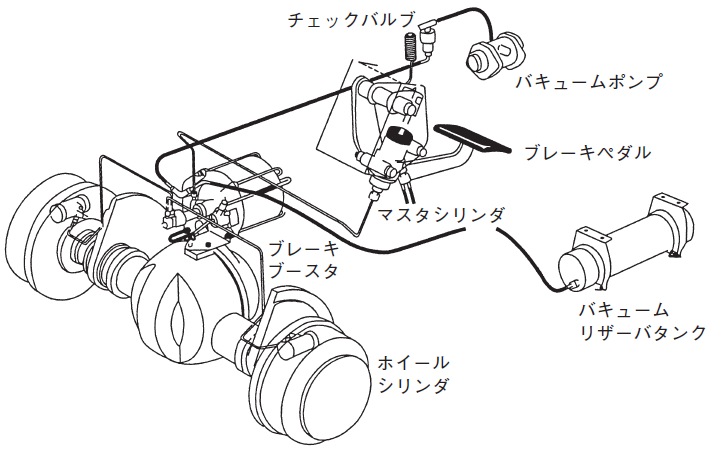 チェックバルブ
バキュームポンプ
ブレーキペダル
マスタシリンダ
ブレーキ
ブースタ
バキューム
リザーバタンク
ホイール
シリンダ